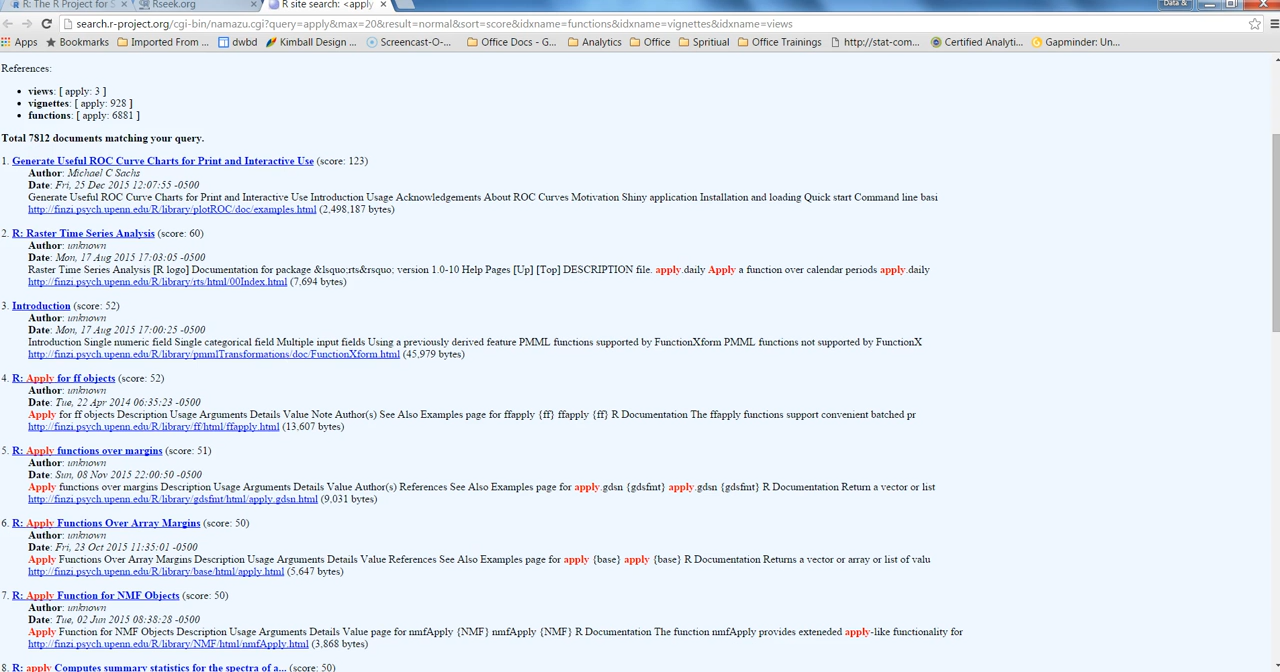 R: The R Project for S
Rseek.org
R site search: <apply
Data &
search.r-project.org/cgi-bin/namazu.cgi?query=apply&max=20&result=normal&sort=score&idxname=functions&idxname=vignettes&idxname=views
Apps Bookmarks Imported From ... dwbd Kimball Design ... Screencast-O-... Office Docs - G... Analytics Office Spritiual Office Trainings http://stat-com... Certified Analyti... Gapminder: Un...
References:
views: [ apply: 3 ]
vignettes: [ apply: 928 ]
functions: [ apply: 6881 ]
Total 7812 documents matching your query.
1. Generate Useful ROC Curve Charts for Print and Interactive Use (score: 123)
Author: Michael C Sachs
Date: Fri, 25 Dec 2015 12:07:55 -0500
Generate Useful ROC Curve Charts for Print and Interactive Use Introduction Usage Acknowledgements About ROC Curves Motivation Shiny application Installation and loading Quick start Command line basi
http://finzi.psych.upenn.edu/R/library/plotROC/doc/examples.html (2,498,187 bytes)
2. R: Raster Time Series Analysis (score: 60)
Author: unknown
Date: Mon, 17 Aug 2015 17:03:05 -0500
Raster Time Series Analysis [R logo] Documentation for package &lsquo;rts&rsquo; version 1.0-10 Help Pages [Up] [Top] DESCRIPTION file. apply.daily Apply a function over calendar periods apply.daily
http://finzi.psych.upenn.edu/R/library/rts/html/00Index.html (7,694 bytes)
3. Introduction (score: 52)
Author: unknown
Date: Mon, 17 Aug 2015 17:00:25 -0500
Introduction Single numeric field Single categorical field Multiple input fields Using a previously derived feature PMML functions supported by FunctionXform PMML functions not supported by FunctionX
http://finzi.psych.upenn.edu/R/library/pmmlTransformations/doc/FunctionXform.html (45,979 bytes)
4. R: Apply for ff objects (score: 52)
Author: unknown
Date: Tue, 22 Apr 2014 06:35:23 -0500
Apply for ff objects Description Usage Arguments Details Value Note Author(s) See Also Examples page for ffapply {ff} ffapply {ff} R Documentation The ffapply functions support convenient batched pr
http://finzi.psych.upenn.edu/R/library/ff/html/ffapply.html (13,607 bytes)
5. R: Apply functions over margins (score: 51)
Author: unknown
Date: Sun, 08 Nov 2015 22:00:50 -0500
Apply functions over margins Description Usage Arguments Details Value Author(s) References See Also Examples page for apply.gdsn {gdsfmt} apply.gdsn {gdsfmt} R Documentation Return a vector or list
http://finzi.psych.upenn.edu/R/library/gdsfmt/html/apply.gdsn.html (9,031 bytes)
6. R: Apply Functions Over Array Margins (score: 50)
Author: unknown
Date: Fri, 23 Oct 2015 11:35:01 -0500
Apply Functions Over Array Margins Description Usage Arguments Details Value References See Also Examples page for apply {base} apply {base} R Documentation Returns a vector or array or list of valu
http://finzi.psych.upenn.edu/R/library/base/html/apply.html (5,647 bytes)
7. R: Apply Function for NMF Objects (score: 50)
Author: unknown
Date: Tue, 02 Jun 2015 08:38:28 -0500
Apply Function for NMF Objects Description Usage Arguments Details Value page for nmfApply {NMF} nmfApply {NMF} R Documentation The function nmfApply provides exteneded apply-like functionality for
http://finzi.psych.upenn.edu/R/library/NMF/html/nmfApply.html (3,868 bytes)
8. R: apply Computes summary statistics for the spectra of a... (score: 50)